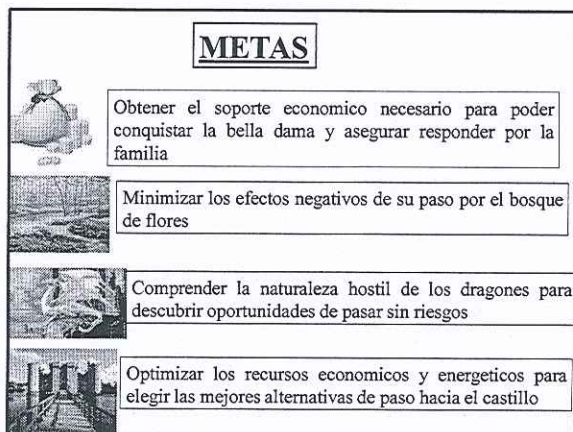 METAS
Obtener el soporte economico necesario para poder
conquistar la bella dama y asegurar responder por la
familia
Minimizar los efectos negativos de su paso por el bosque
de flores
Comprender la naturaleza hostil de los dragones para
descubrir oportunidades de pasar sin riesgos
Optimizar los recursos economicos y energeticos para
elegir las mejores alternativas de paso hacia el castillo